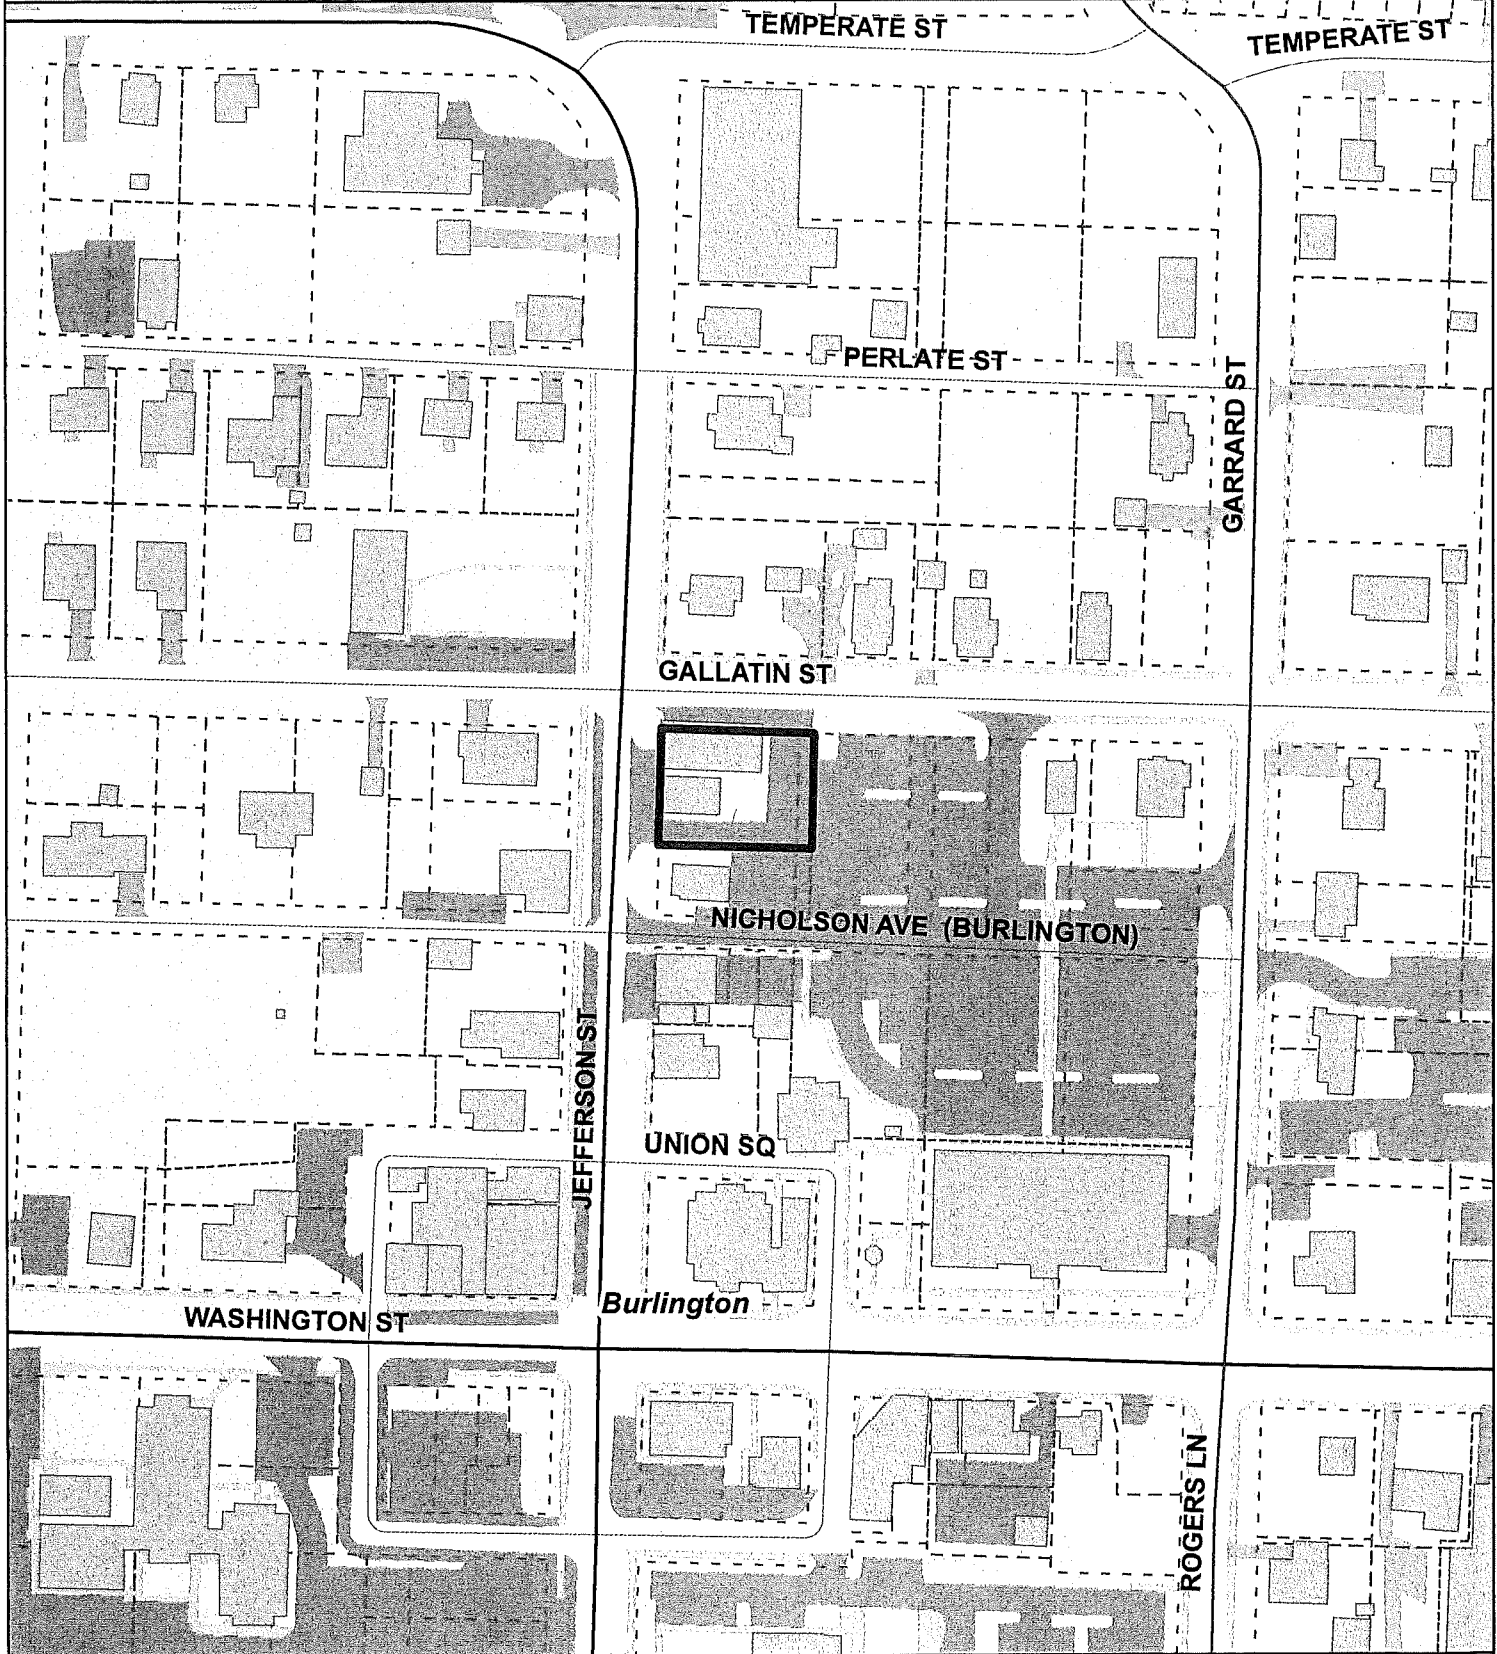 TEMPERATE ST
TEMPERATE ST
PERLATE ST
GARRARD ST
GALLATIN ST
NICHOLSON AVE (BURLINGTON)
JEFFERSON ST
UNION SQ
Burlington
WASHINGTON ST
ROGERS LN